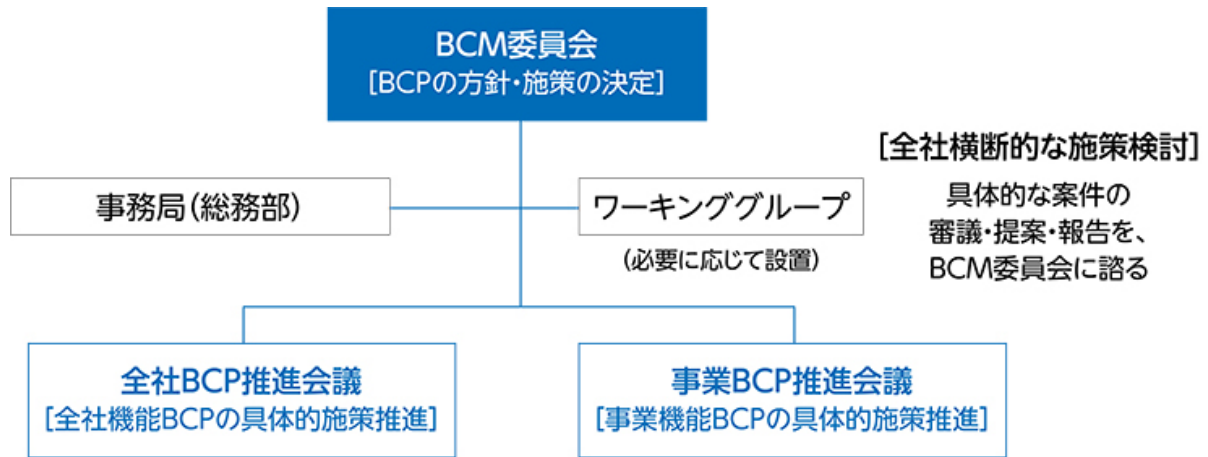 BCM委員会
[BCPの方針・施策の決定]
事務局(総務部)
ワーキンググループ
(必要に応じて設置)
[全社横断的な施策検討]
具体的な案件の
審議・提案・報告を、
BCM委員会に諮る
全社BCP推進会議
[全社機能BCPの具体的施策推進]
事業BCP推進会議
[事業機能BCPの具体的施策推進]